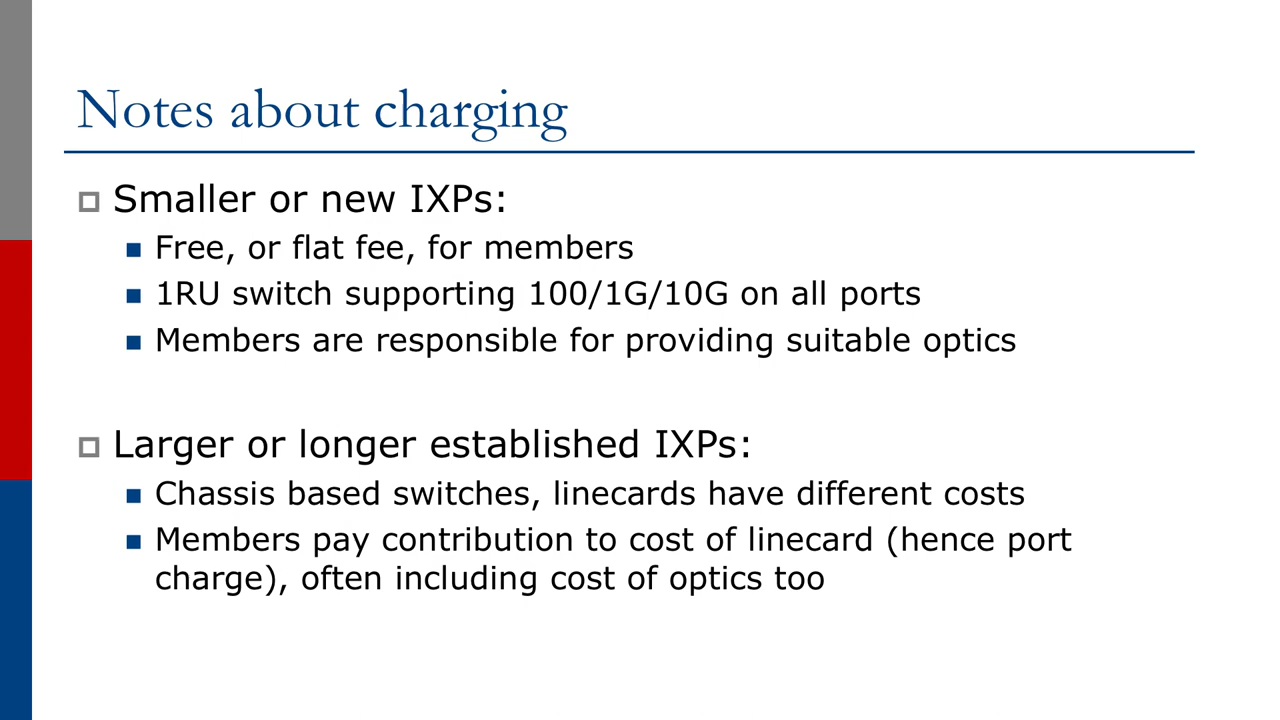 Notes about charging
Smaller or new IXPs:
Free, or flat fee, for members
1RU switch supporting 100/1G/10G on all ports
Members are responsible for providing suitable optics
Larger or longer established IXPs:
Chassis based switches, linecards have different costs
Members pay contribution to cost of linecard (hence port
charge), often including cost of optics too